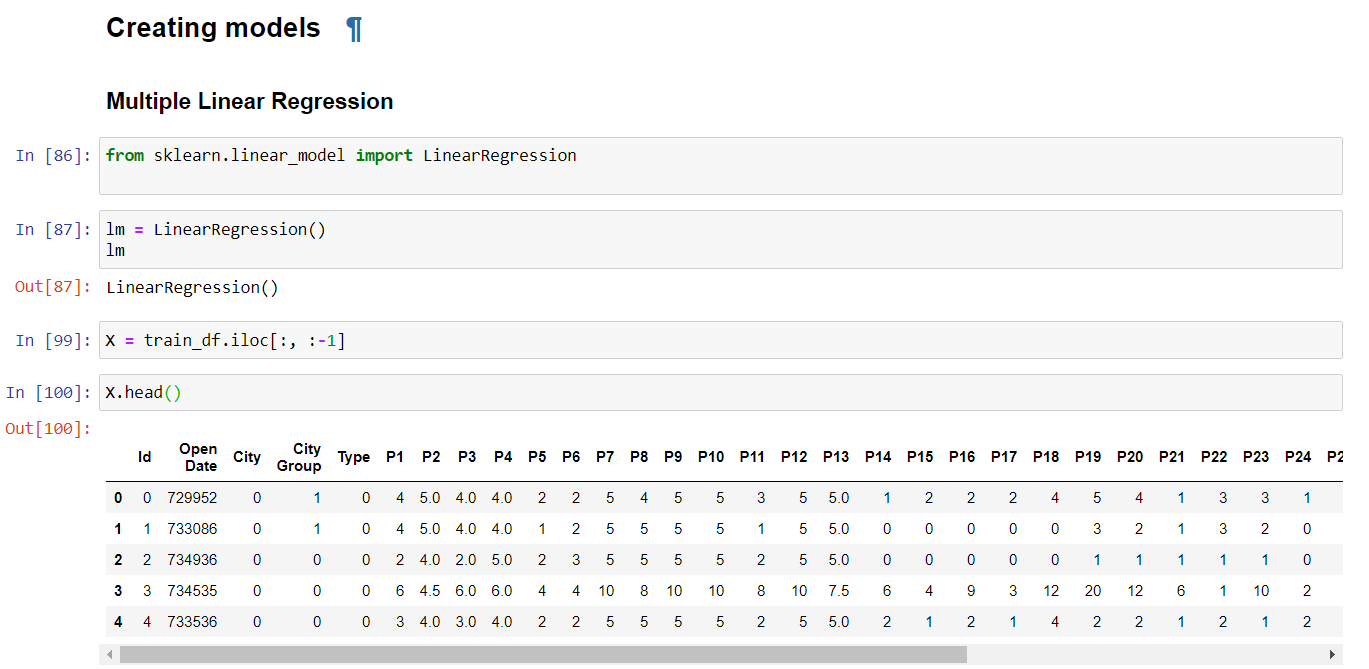 Creating models ¶
Multiple Linear Regression
In [86]: from sklearn.linear_model import LinearRegression
In [87]: lm = LinearRegression()
lm
Out[87]: LinearRegression()
In [99]: X = train_df.iloc[:, :-1]
In [100]: X.head()
Out[100]:
Id Open Date City City Group Type P1 P2 P3 P4 P5 P6 P7 P8 P9 P10 P11 P12 P13 P14 P15 P16 P17 P18 P19 P20 P21 P22 P23 P24 P2
0 0 729952 0 1 0 4 5.0 4.0 4.0 2 2 5 4 5 5 3 5 5.0 1 2 2 2 4 5 4 1 3 3 1
1 1 733086 0 1 0 4 5.0 4.0 4.0 1 2 5 5 5 5 1 5 5.0 0 0 0 0 0 3 2 1 3 2 0
2 2 734936 0 0 0 2 4.0 2.0 5.0 2 3 5 5 5 5 2 5 5.0 0 0 0 0 0 1 1 1 1 1 0
3 3 734535 0 0 0 6 4.5 6.0 6.0 4 4 10 8 10 10 8 10 7.5 6 4 9 3 12 20 12 6 1 10 2
4 4 733536 0 0 0 3 4.0 3.0 4.0 2 2 5 5 5 5 2 5 5.0 2 1 2 1 4 2 2 1 2 1 2